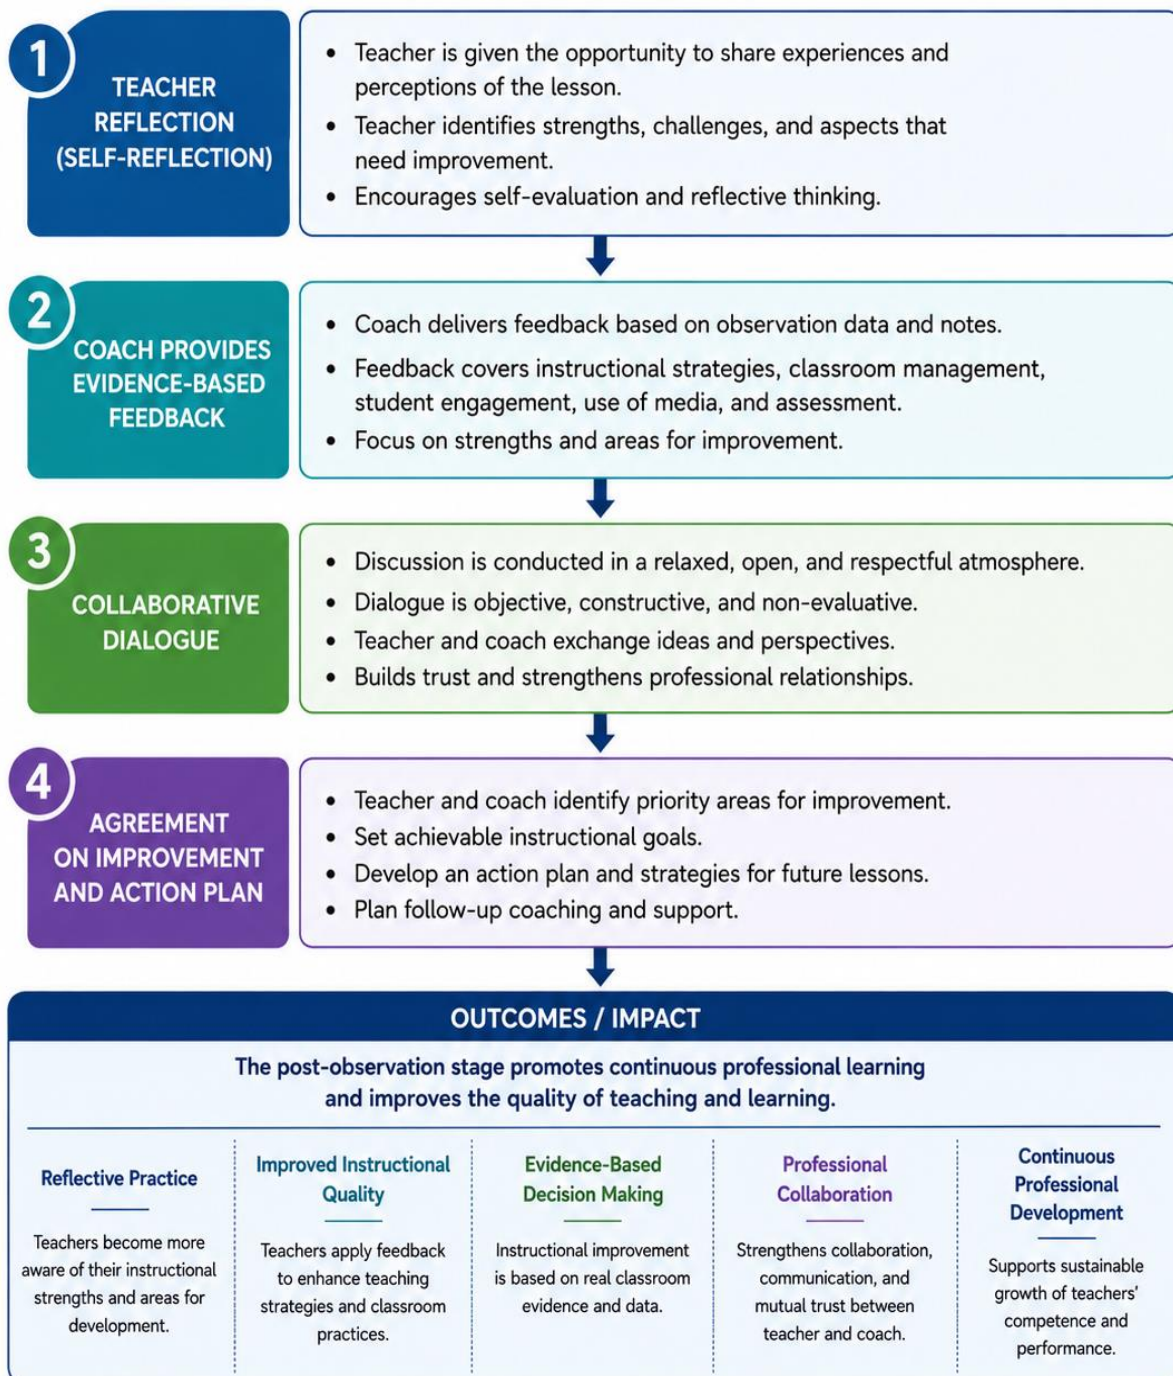 1
TEACHER
REFLECTION
(SELF-REFLECTION)
• Teacher is given the opportunity to share experiences and
perceptions of the lesson.
• Teacher identifies strengths, challenges, and aspects that
need improvement.
• Encourages self-evaluation and reflective thinking.
2
COACH PROVIDES
EVIDENCE-BASED
FEEDBACK
• Coach delivers feedback based on observation data and notes.
• Feedback covers instructional strategies, classroom management,
student engagement, use of media, and assessment.
• Focus on strengths and areas for improvement.
3
COLLABORATIVE
DIALOGUE
• Discussion is conducted in a relaxed, open, and respectful atmosphere.
• Dialogue is objective, constructive, and non-evaluative.
• Teacher and coach exchange ideas and perspectives.
• Builds trust and strengthens professional relationships.
4
AGREEMENT
ON IMPROVEMENT
AND ACTION PLAN
• Teacher and coach identify priority areas for improvement.
• Set achievable instructional goals.
• Develop an action plan and strategies for future lessons.
• Plan follow-up coaching and support.
OUTCOMES / IMPACT
The post-observation stage promotes continuous professional learning
and improves the quality of teaching and learning.
Reflective Practice
Teachers become more
aware of their instructional
strengths and areas for
development.
Improved Instructional
Quality
Teachers apply feedback
to enhance teaching
strategies and classroom
practices.
Evidence-Based
Decision Making
Instructional improvement
is based on real classroom
evidence and data.
Professional
Collaboration
Strengthens collaboration,
communication, and
mutual trust between
teacher and coach.
Continuous
Professional
Development
Supports sustainable
growth of teachers'
competence and
performance.